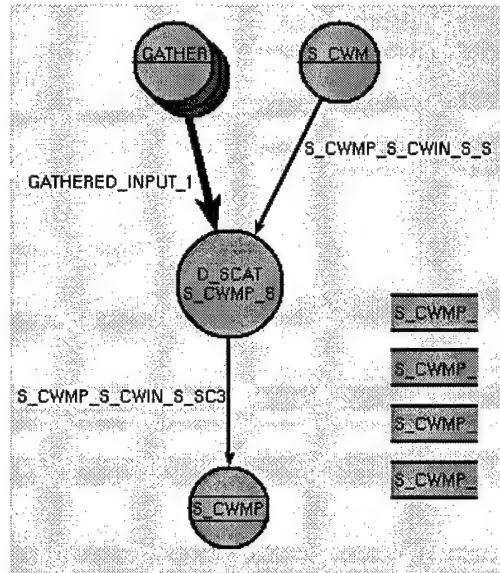 GATHER
S_CWM
S_CWMP_S_CWIN_S_S
GATHERED_INPUT_1
D_SCAT
S_CWMP_S
S_CWMP_
S_CWMP_
S_CWMP_S_CWIN_S_SC3
S_CWMP_
S_CWMP_
S_CWMP